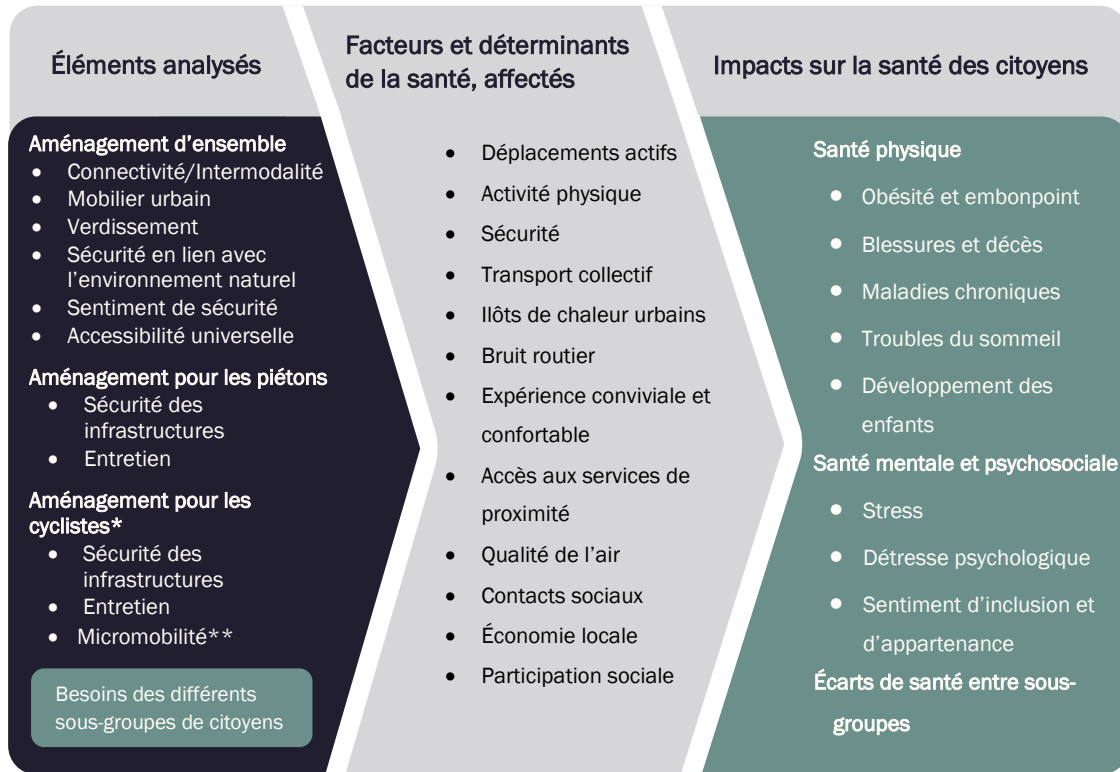 Éléments analysés
Aménagement d'ensemble
• Connectivité/Intermodalité
• Mobilier urbain
• Verdissement
• Sécurité en lien avec
l'environnement naturel
• Sentiment de sécurité
• Accessibilité universelle
Aménagement pour les piétons
• Sécurité des
infrastructures
• Entretien
Aménagement pour les
cyclistes*
• Sécurité des
infrastructures
• Entretien
• Micromobilité**
Besoins des différents
sous-groupes de citoyens
Facteurs et déterminants
de la santé, affectés
• Déplacements actifs
• Activité physique
• Sécurité
• Transport collectif
• Ilôts de chaleur urbains
• Bruit routier
• Expérience conviviale et
confortable
• Accès aux services de
proximité
• Qualité de l'air
• Contacts sociaux
• Économie locale
• Participation sociale
Impacts sur la santé des citoyens
Santé physique
• Obésité et embonpoint
• Blessures et décès
• Maladies chroniques
• Troubles du sommeil
• Développement des
enfants
Santé mentale et psychosociale
• Stress
• Détresse psychologique
• Sentiment d'inclusion et
d'appartenance
Écarts de santé entre sous-
groupes